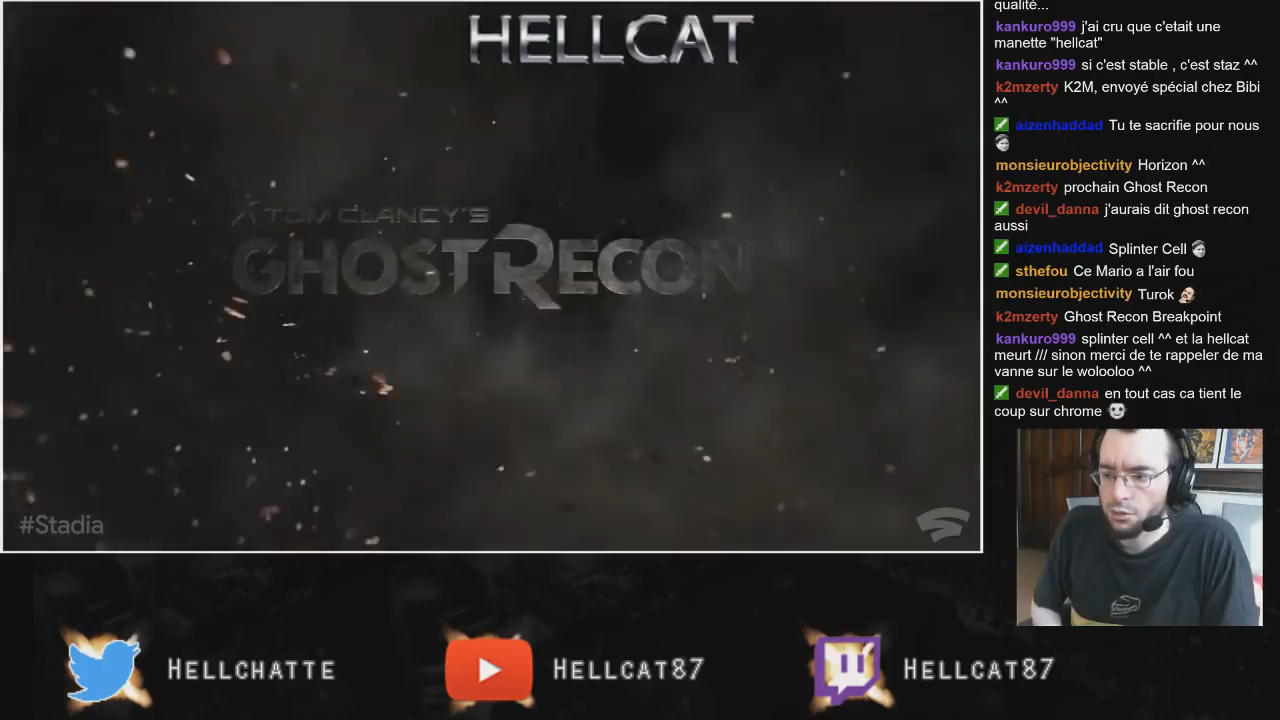 HELLCAT
TOM CLANCY'S
GHOST RECON
#Stadia
qualité...
kankuro999 j'ai cru que c'etait une
manette "hellcat"
kankuro999 si c'est stable , c'est staz ^^
k2mzerty K2M, envoyé spécial chez Bibi
^^
aizenhaddad Tu te sacrifie pour nous
monsieurobjectivity Horizon ^^
k2mzerty prochain Ghost Recon
devil_danna j'aurais dit ghost recon
aussi
aizenhaddad Splinter Cell
sthefou Ce Mario a l'air fou
monsieurobjectivity Turok
k2mzerty Ghost Recon Breakpoint
kankuro999 splinter cell ^^ et la hellcat
meurt /// sinon merci de te rappeler de ma
vanne sur le wolooloo ^^
devil_danna en tout cas ca tient le
coup sur chrome
HELLCHATTE
HELLCAT87
HELLCAT87